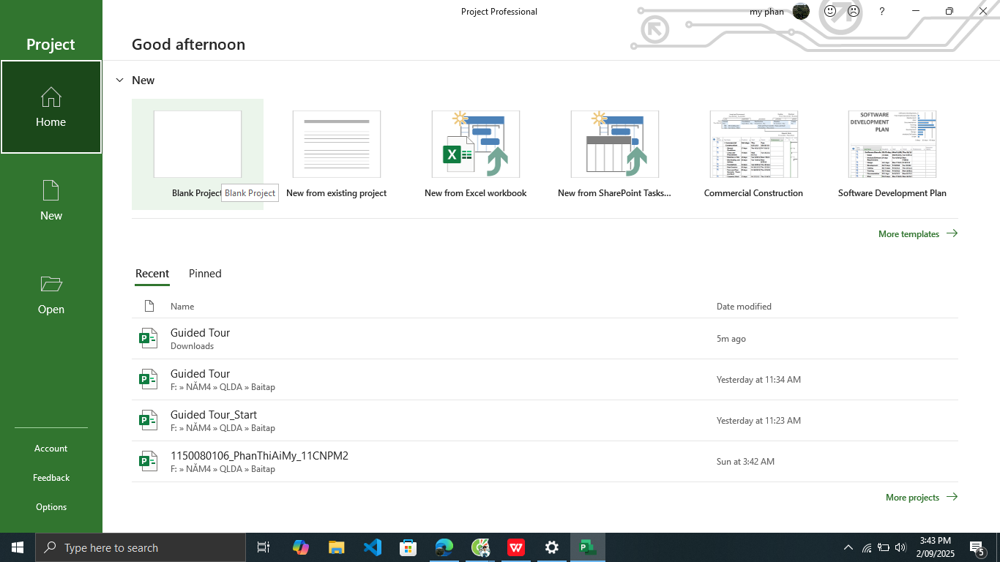 Project Professional
my phan
?
Project
Good afternoon
New
Home
New
Open
Account
Feedback
Options
SOFTWARE
DEVELOPMENT
PLAN
Blank Project
Blank Project
New from existing project
New from Excel workbook
New from SharePoint Tasks...
Commercial Construction
Software Development Plan
More templates
Recent Pinned
Name Date modified
Guided Tour
Downloads
5m ago
Guided Tour
F: » NĂM4 » QLDA » Baitap
Yesterday at 11:34 AM
Guided Tour_Start
F: » NĂM4 » QLDA » Baitap
Yesterday at 11:23 AM
1150080106_PhanThiAiMy_11CNPM2
F: » NĂM4 » QLDA » Baitap
Sun at 3:42 AM
More projects
Type here to search
3:43 PM
2/09/2025
5